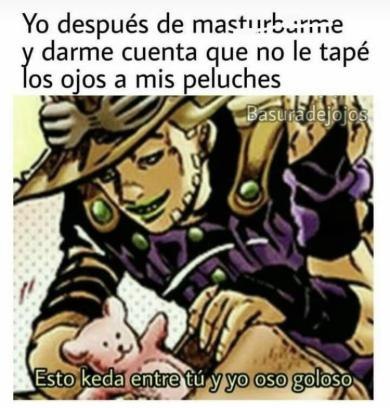 Yo después de masturbarme
y darme cuenta que no le tapé
los ojos a mis peluches
Basuradejojos
Esto keda entre tú y yo oso goloso